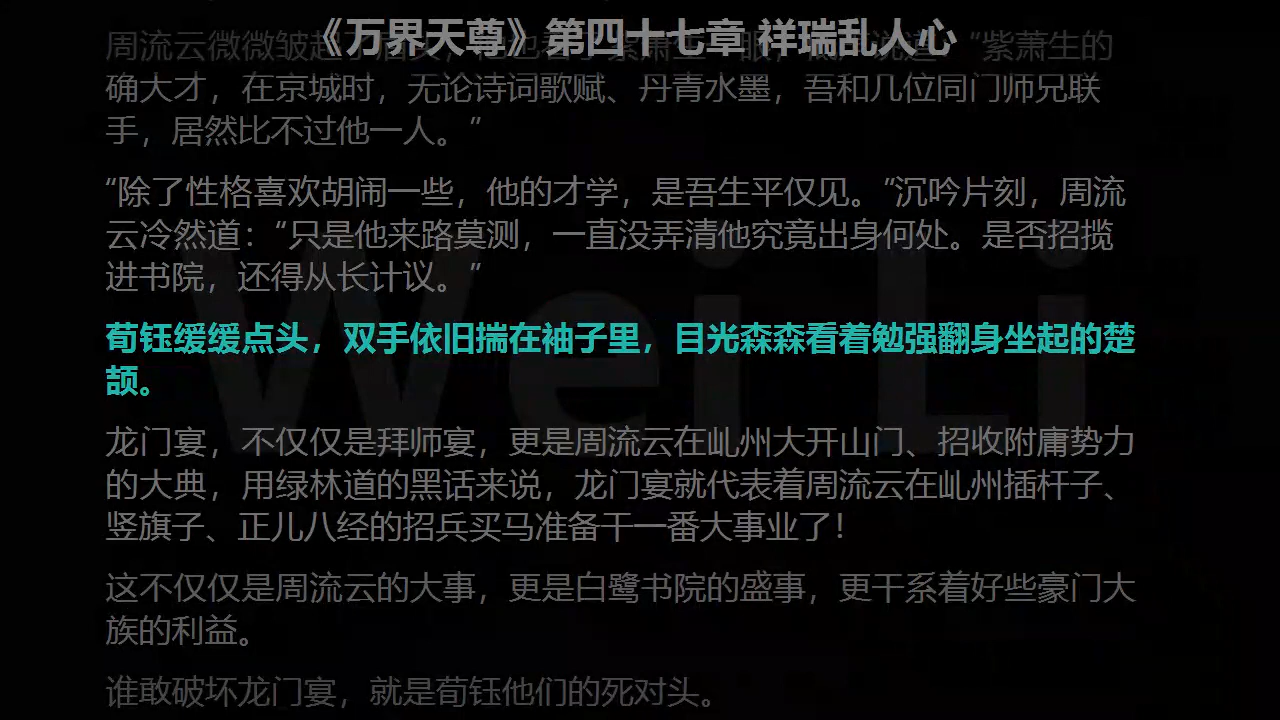 《万界天尊》第四十七章 祥瑞乱人心
周流云微微皱起
紫萧生的
确大才，在京城时，无论诗词歌赋、丹青水墨，吾和几位同门师兄联
手，居然比不过他一人。”
“除了性格喜欢胡闹一些，他的才学，是吾生平仅见。”沉吟片刻，周流
云冷然道：“只是他来路莫测，一直没弄清他究竟出身何处。是否招揽
进书院，还得从长计议。”
荀钰缓缓点头，双手依旧揣在袖子里，目光森森看着勉强翻身坐起的楚
颉。
龙门宴，不仅仅是拜师宴，更是周流云在乢州大开山门、招收附庸势力
的大典，用绿林道的黑话来说，龙门宴就代表着周流云在乢州插杆子、
竖旗子、正儿八经的招兵买马准备干一番大事业了！
这不仅仅是周流云的大事，更是白鹭书院的盛事，更干系着好些豪门大
族的利益。
谁敢破坏龙门宴，就是荀钰他们的死对头。
Wei Li